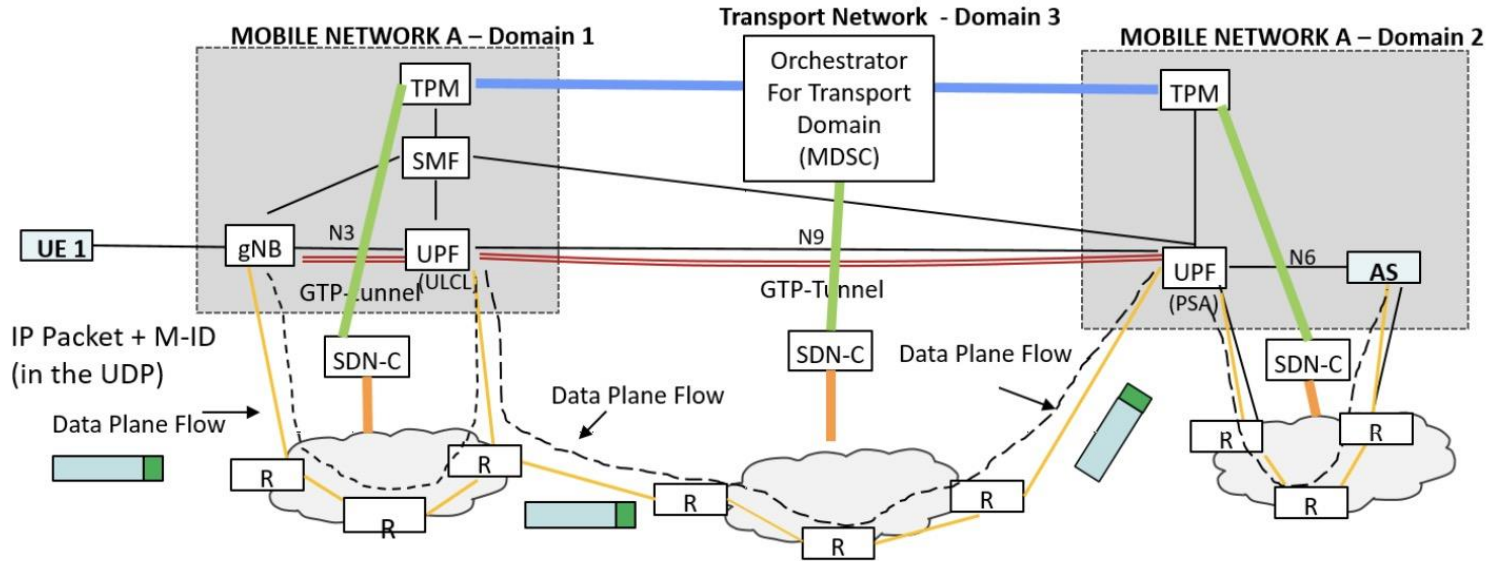 Transport Network - Domain 3
MOBILE NETWORK A – Domain 1
MOBILE NETWORK A – Domain 2
Orchestrator
For Transport
Domain
(MDSC)
TPM
TPM
SMF
UE 1
gNB
N3
UPF
(ULCL)
N9
UPF
(PSA)
N6
AS
GTP-tunnel
GTP-Tunnel
IP Packet + M-ID
(in the UDP)
SDN-C
SDN-C
SDN-C
Data Plane Flow
Data Plane Flow
Data Plane Flow
R
R
R
R
R
R
R
R
R